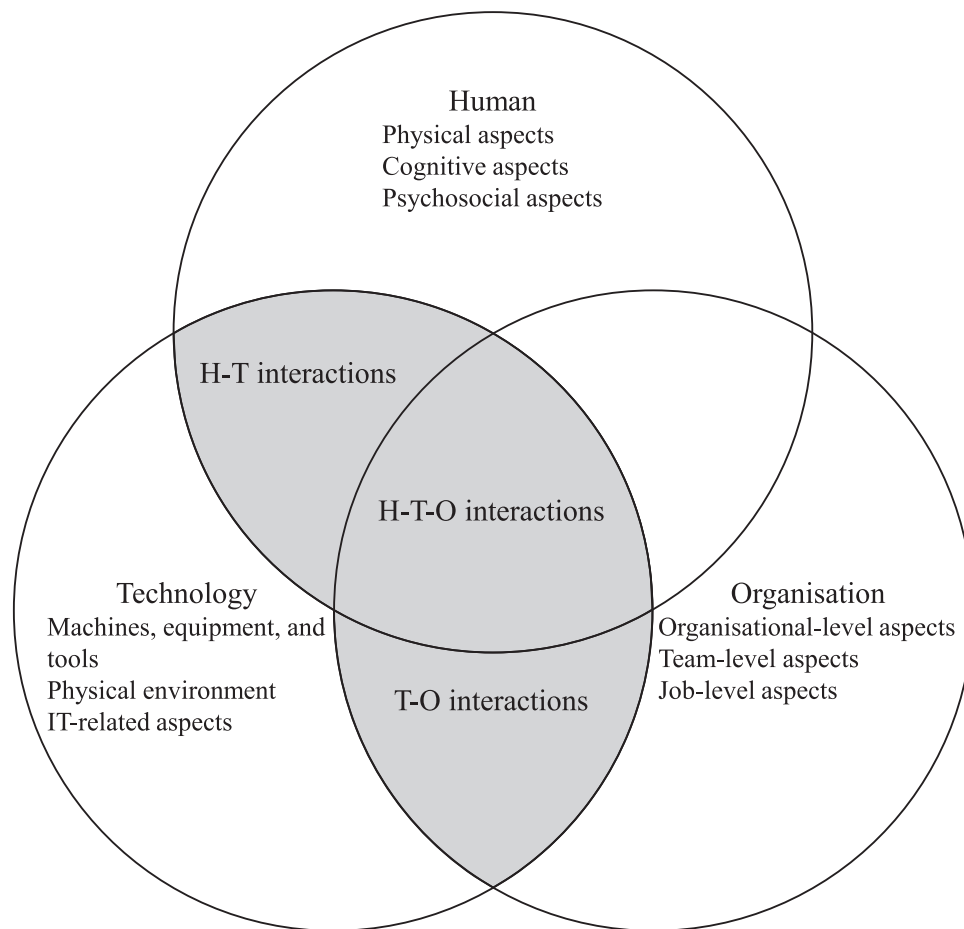 Human
Physical aspects
Cognitive aspects
Psychosocial aspects
H-T interactions
H-T-O interactions
Technology
Machines, equipment, and
tools
Physical environment
IT-related aspects
Organisation
Organisational-level aspects
Team-level aspects
Job-level aspects
T-O interactions